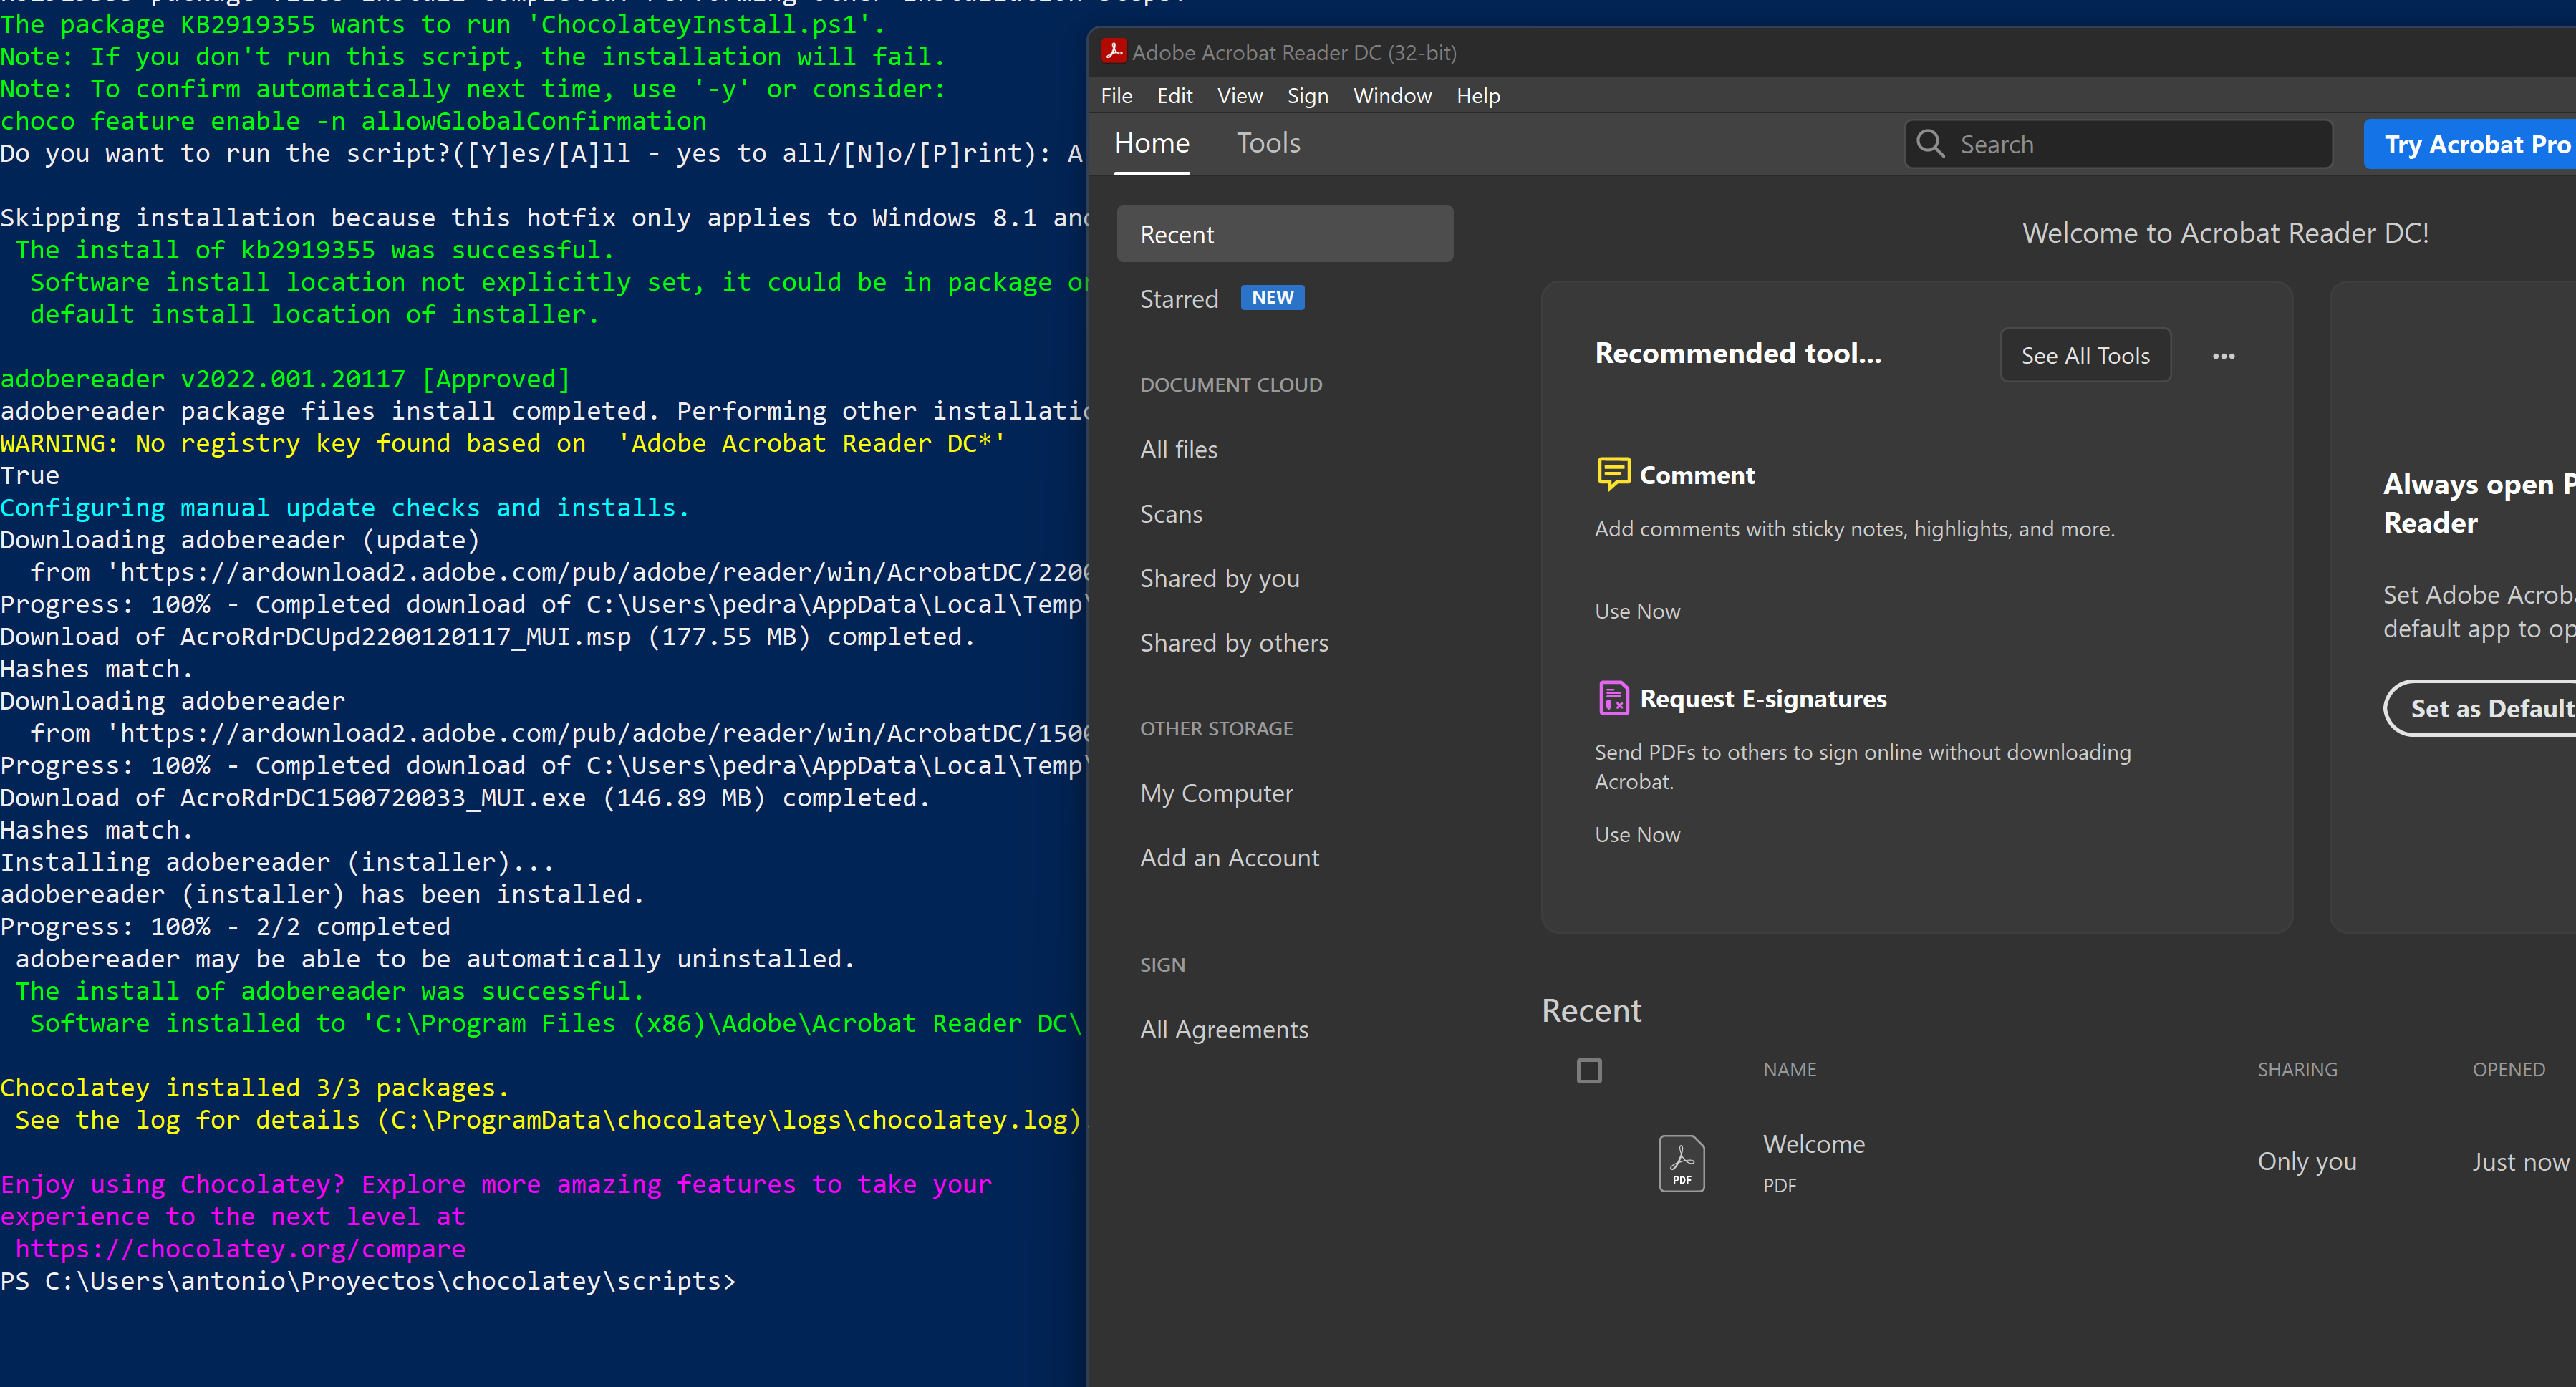 The package KB2919355 wants to run 'ChocolateyInstall.ps1'.
Note: If you don't run this script, the installation will fail.
Note: To confirm automatically next time, use '-y' or consider:
choco feature enable -n allowGlobalConfirmation
Do you want to run the script?([Y]es/[A]ll - yes to all/[N]o/[P]rint): A
Skipping installation because this hotfix only applies to Windows 8.1 and
The install of kb2919355 was successful.
Software install location not explicitly set, it could be in package or
default install location of installer.
adobereader v2022.001.20117 [Approved]
adobereader package files install completed. Performing other installatio
WARNING: No registry key found based on  'Adobe Acrobat Reader DC*'
True
Configuring manual update checks and installs.
Downloading adobereader (update)
from 'https://ardownload2.adobe.com/pub/adobe/reader/win/AcrobatDC/2200
Progress: 100% - Completed download of C:\Users\pedra\AppData\Local\Temp\
Download of AcroRdrDCUpd2200120117_MUI.msp (177.55 MB) completed.
Hashes match.
Downloading adobereader
from 'https://ardownload2.adobe.com/pub/adobe/reader/win/AcrobatDC/1500
Progress: 100% - Completed download of C:\Users\pedra\AppData\Local\Temp\
Download of AcroRdrDC1500720033_MUI.exe (146.89 MB) completed.
Hashes match.
Installing adobereader (installer)...
adobereader (installer) has been installed.
Progress: 100% - 2/2 completed
adobereader may be able to be automatically uninstalled.
The install of adobereader was successful.
Software installed to 'C:\Program Files (x86)\Adobe\Acrobat Reader DC\
Chocolatey installed 3/3 packages.
See the log for details (C:\ProgramData\chocolatey\logs\chocolatey.log)
Enjoy using Chocolatey? Explore more amazing features to take your
experience to the next level at
https://chocolatey.org/compare
PS C:\Users\antonio\Proyectos\chocolatey\scripts>
Adobe Acrobat Reader DC (32-bit)
File Edit View Sign Window Help
Home Tools Search Try Acrobat Pro
Recent
Starred NEW
DOCUMENT CLOUD
All files
Scans
Shared by you
Shared by others
OTHER STORAGE
My Computer
Add an Account
SIGN
All Agreements
Welcome to Acrobat Reader DC!
Recommended tool... See All Tools
Comment
Add comments with sticky notes, highlights, and more.
Use Now
Request E-signatures
Send PDFs to others to sign online without downloading
Acrobat.
Use Now
Always open P
Reader
Set Adobe Acroba
default app to op
Set as Default
Recent
NAME SHARING OPENED
PDF
Welcome
PDF
Only you
Just now